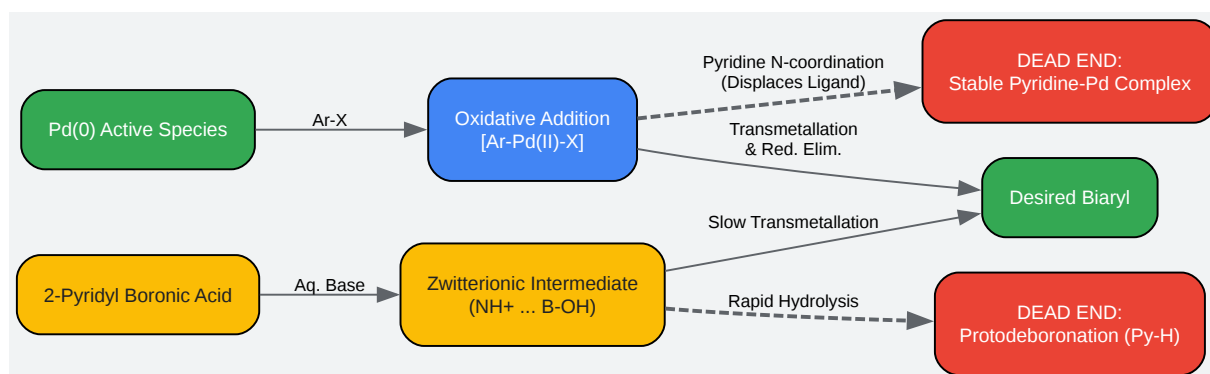 Pd(0) Active Species
Ar-X
Oxidative Addition
[Ar-Pd(II)-X]
Pyridine N-coordination
(Displaces Ligand)
DEAD END:
Stable Pyridine-Pd Complex
Transmetallation
& Red. Elim.
Desired Biaryl
2-Pyridyl Boronic Acid
Aq. Base
Zwitterionic Intermediate
(NH+ ... B-OH)
Slow Transmetallation
Rapid Hydrolysis
DEAD END:
Protodeboronation (Py-H)